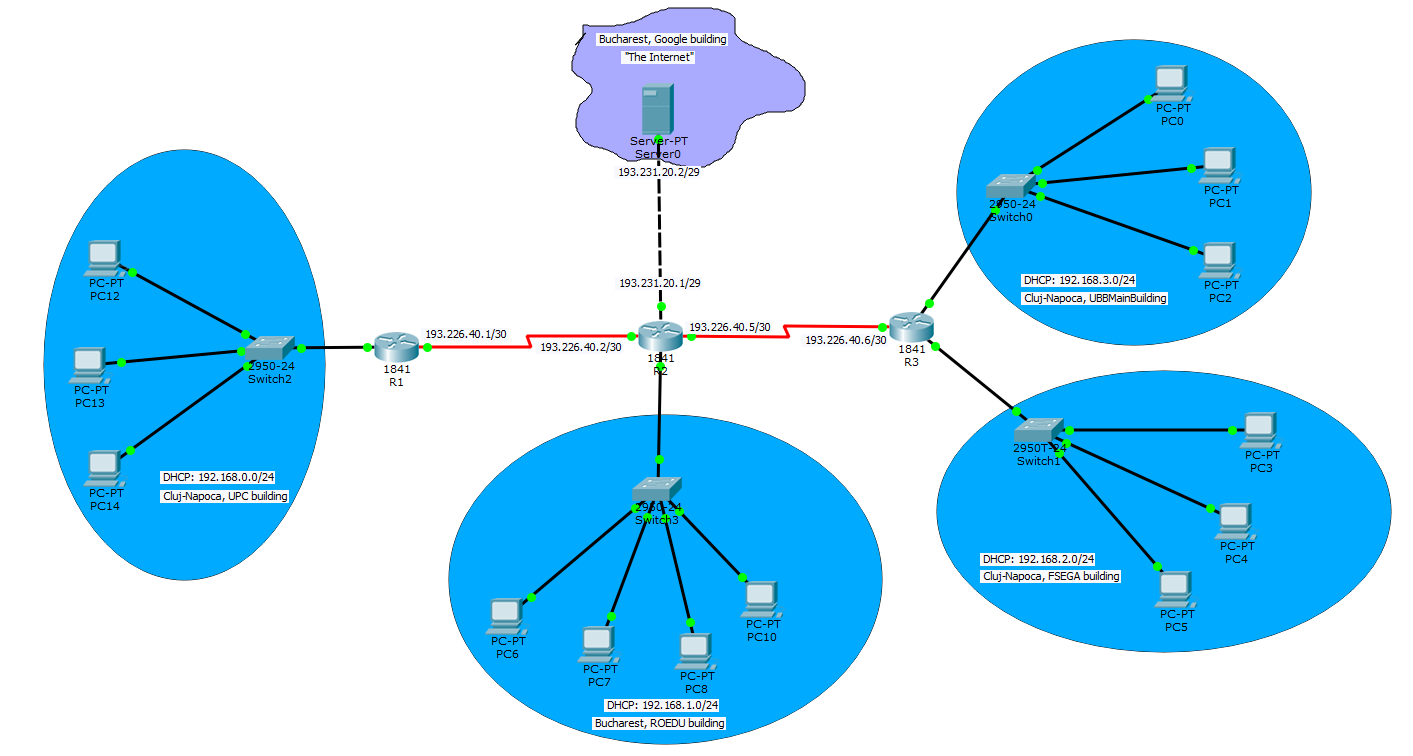 Bucharest, Google building
"The Internet"
Server-PT
Server0
193.231.20.2/29
193.231.20.1/29
PC-PT
PC12
PC-PT
PC13
PC-PT
PC14
2950-24
Switch2
DHCP: 192.168.0.0/24
Cluj-Napoca, UPC building
1841
R1
193.226.40.1/30
193.226.40.2/30
1841
R2
193.226.40.5/30
193.226.40.6/30
1841
R3
2950-24
Switch0
PC-PT
PC0
PC-PT
PC1
PC-PT
PC2
DHCP: 192.168.3.0/24
Cluj-Napoca, UBBMainBuilding
2950T-24
Switch1
PC-PT
PC3
PC-PT
PC4
PC-PT
PC5
DHCP: 192.168.2.0/24
Cluj-Napoca, FSEGA building
2950-24
Switch3
PC-PT
PC6
PC-PT
PC7
PC-PT
PC8
PC-PT
PC10
DHCP: 192.168.1.0/24
Bucharest, ROEDU building